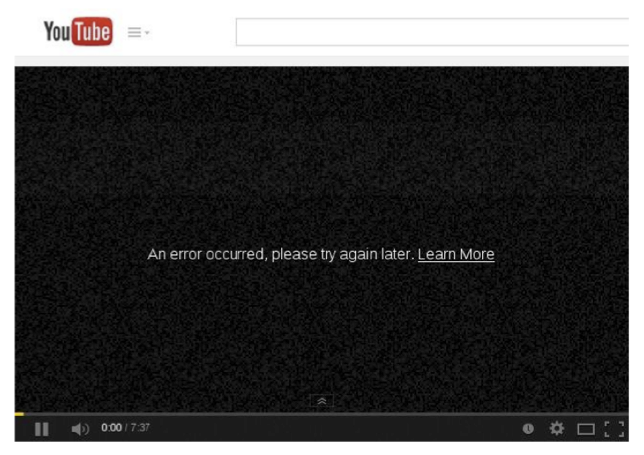 YouTube
An error occurred, please try again later. Learn More
0:00 / 7:37